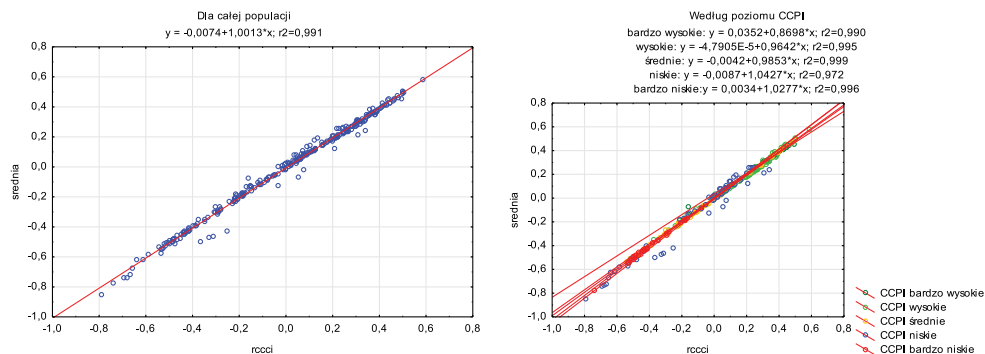 Dla całej populacji
y = -0,0074+1,0013*x; r2=0,991
0,8
0,6
0,4
0,2
0,0
-0,2
-0,4
-0,6
-0,8
-1,0
-1,0 -0,8 -0,6 -0,4 -0,2 0,0 0,2 0,4 0,6 0,8
rccci
srednia
Według poziomu CCPI
bardzo wysokie: y = 0,0352+0,8698*x; r2=0,990
wysokie: y = -4,7905E-5+0,9642*x; r2=0,995
średnie: y = -0,0042+0,9853*x; r2=0,999
niskie: y = -0,0087+1,0427*x; r2=0,972
bardzo niskie:y = 0,0034+1,0277*x; r2=0,996
0,8
0,6
0,4
0,2
0,0
-0,2
-0,4
-0,6
-0,8
-1,0
-1,0 -0,8 -0,6 -0,4 -0,2 0,0 0,2 0,4 0,6 0,8
rccci
srednia
CCPI bardzo wysokie
CCPI wysokie
CCPI średnie
CCPI niskie
CCPI bardzo niskie